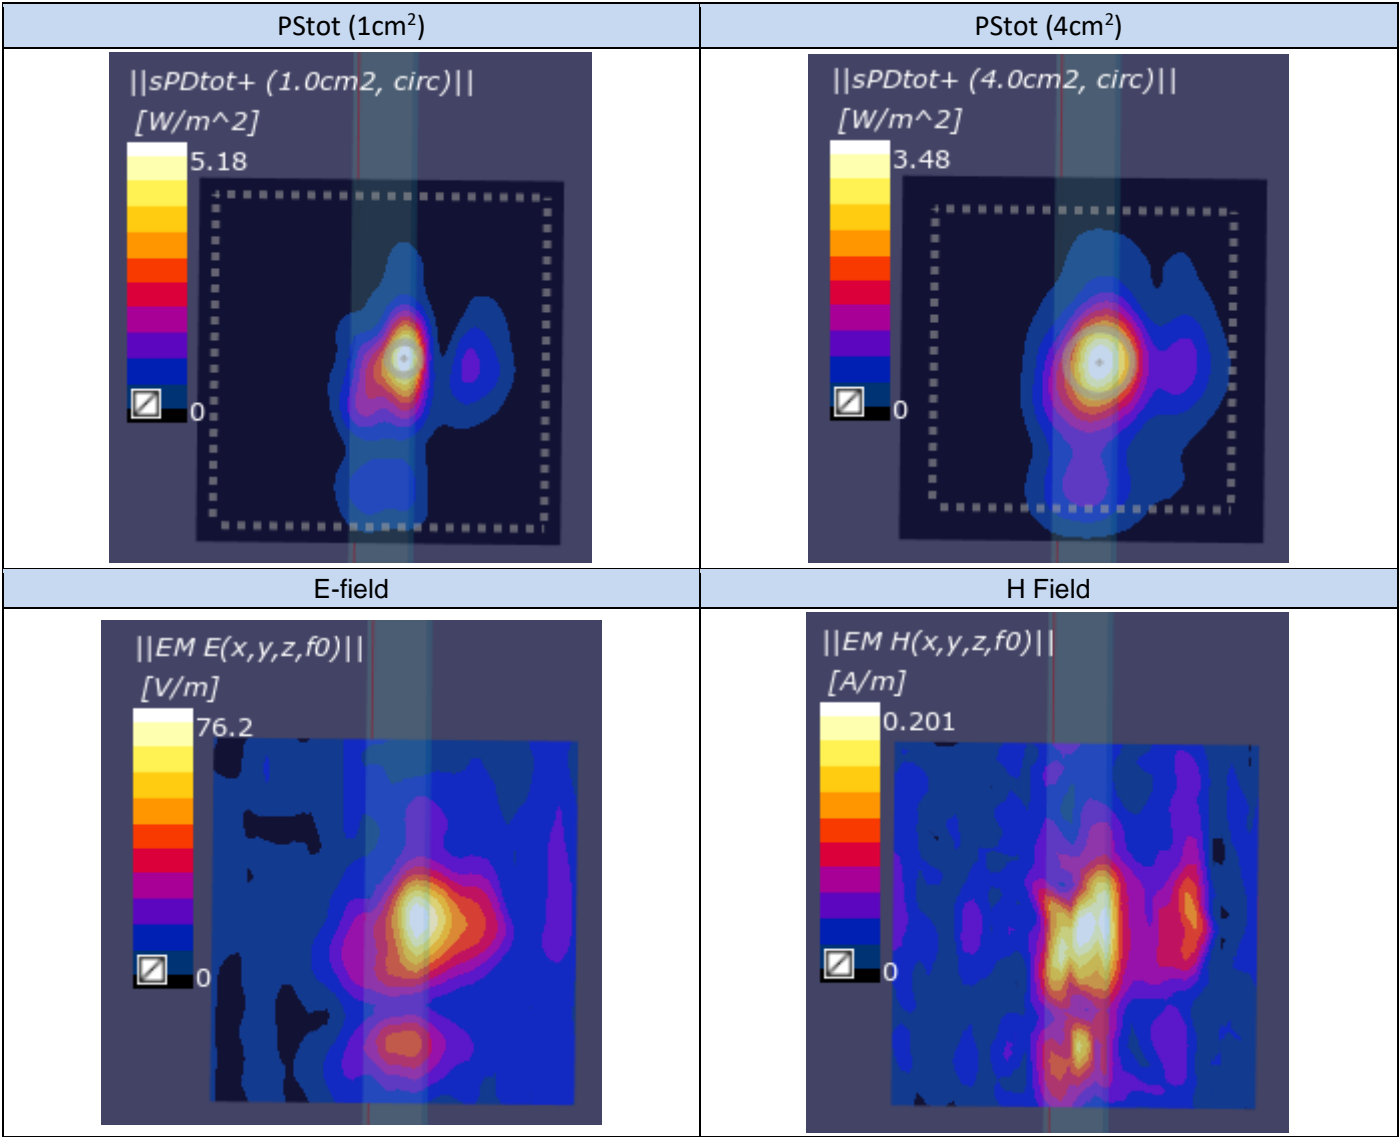 PStot (1cm²)
PStot (4cm²)
||sPDtot+ (1.0cm2, circ)||
[W/m^2]
5.18
0
||sPDtot+ (4.0cm2, circ)||
[W/m^2]
3.48
0
E-field
H Field
||EM E(x,y,z,f0)||
[V/m]
76.2
0
||EM H(x,y,z,f0)||
[A/m]
0.201
0